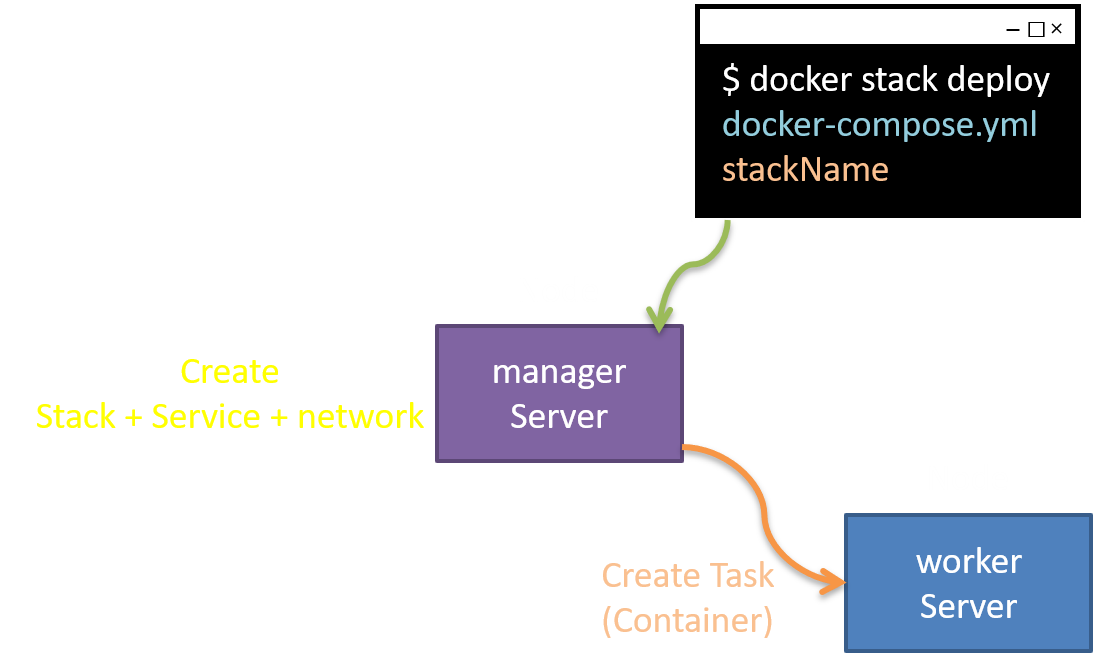 $ docker stack deploy
docker-compose.yml
stackName
Create
Stack + Service + network
manager
Server
Create Task
(Container)
worker
Server